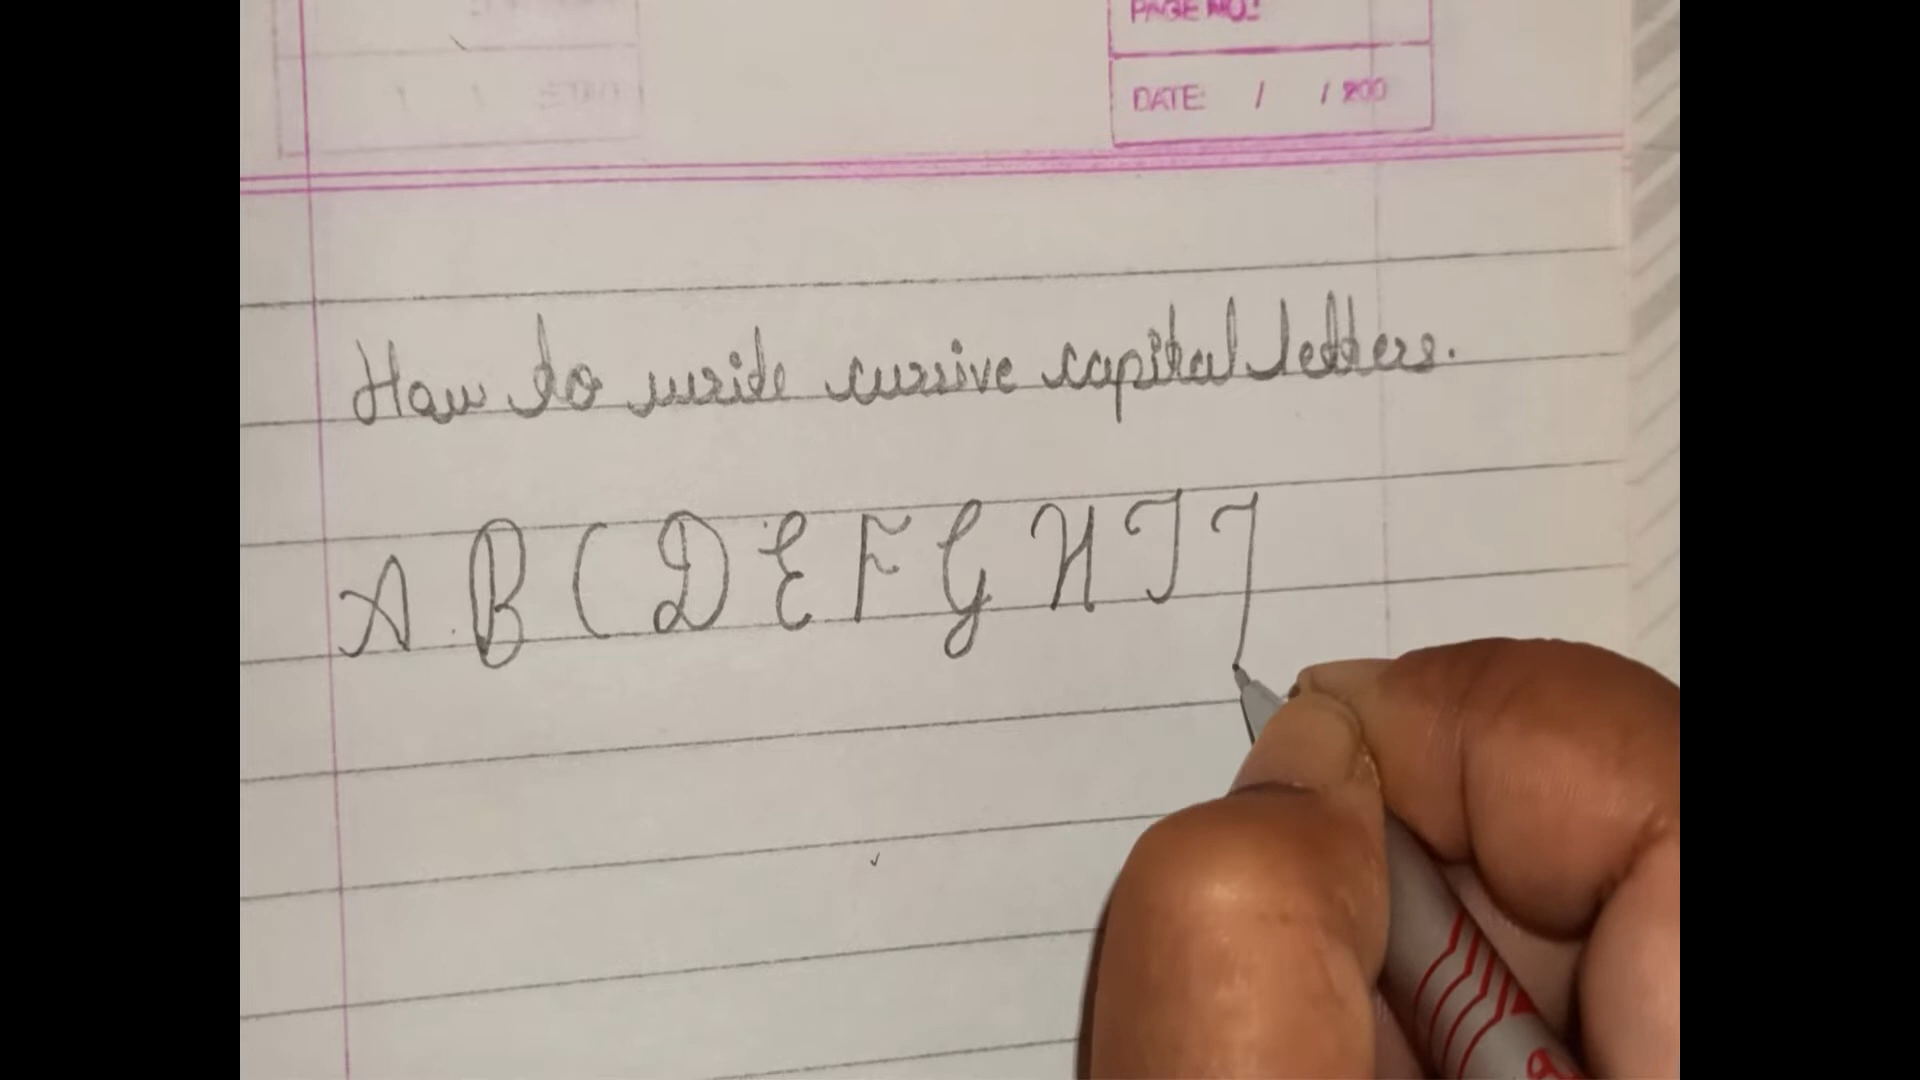 PAGE NO.:
DATE: / / 200
How to write cursive capital letters.
A B C D E F G H I J